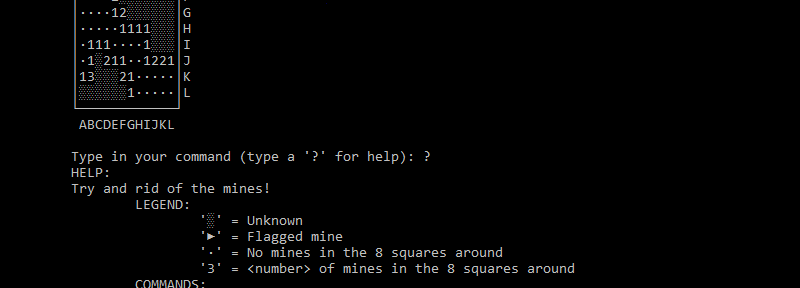 ····12▒▒▒▒▒▒ G
·····1111▒▒▒ H
·111····1▒▒▒ I
·1▒211··1221 J
13▒▒▒21····· K
▒▒▒▒▒▒1····· L
ABCDEFGHIJKL
Type in your command (type a '?' for help): ?
HELP:
Try and rid of the mines!
LEGEND:
'▒' = Unknown
'►' = Flagged mine
'·' = No mines in the 8 squares around
'3' = <number> of mines in the 8 squares around
COMMANDS: